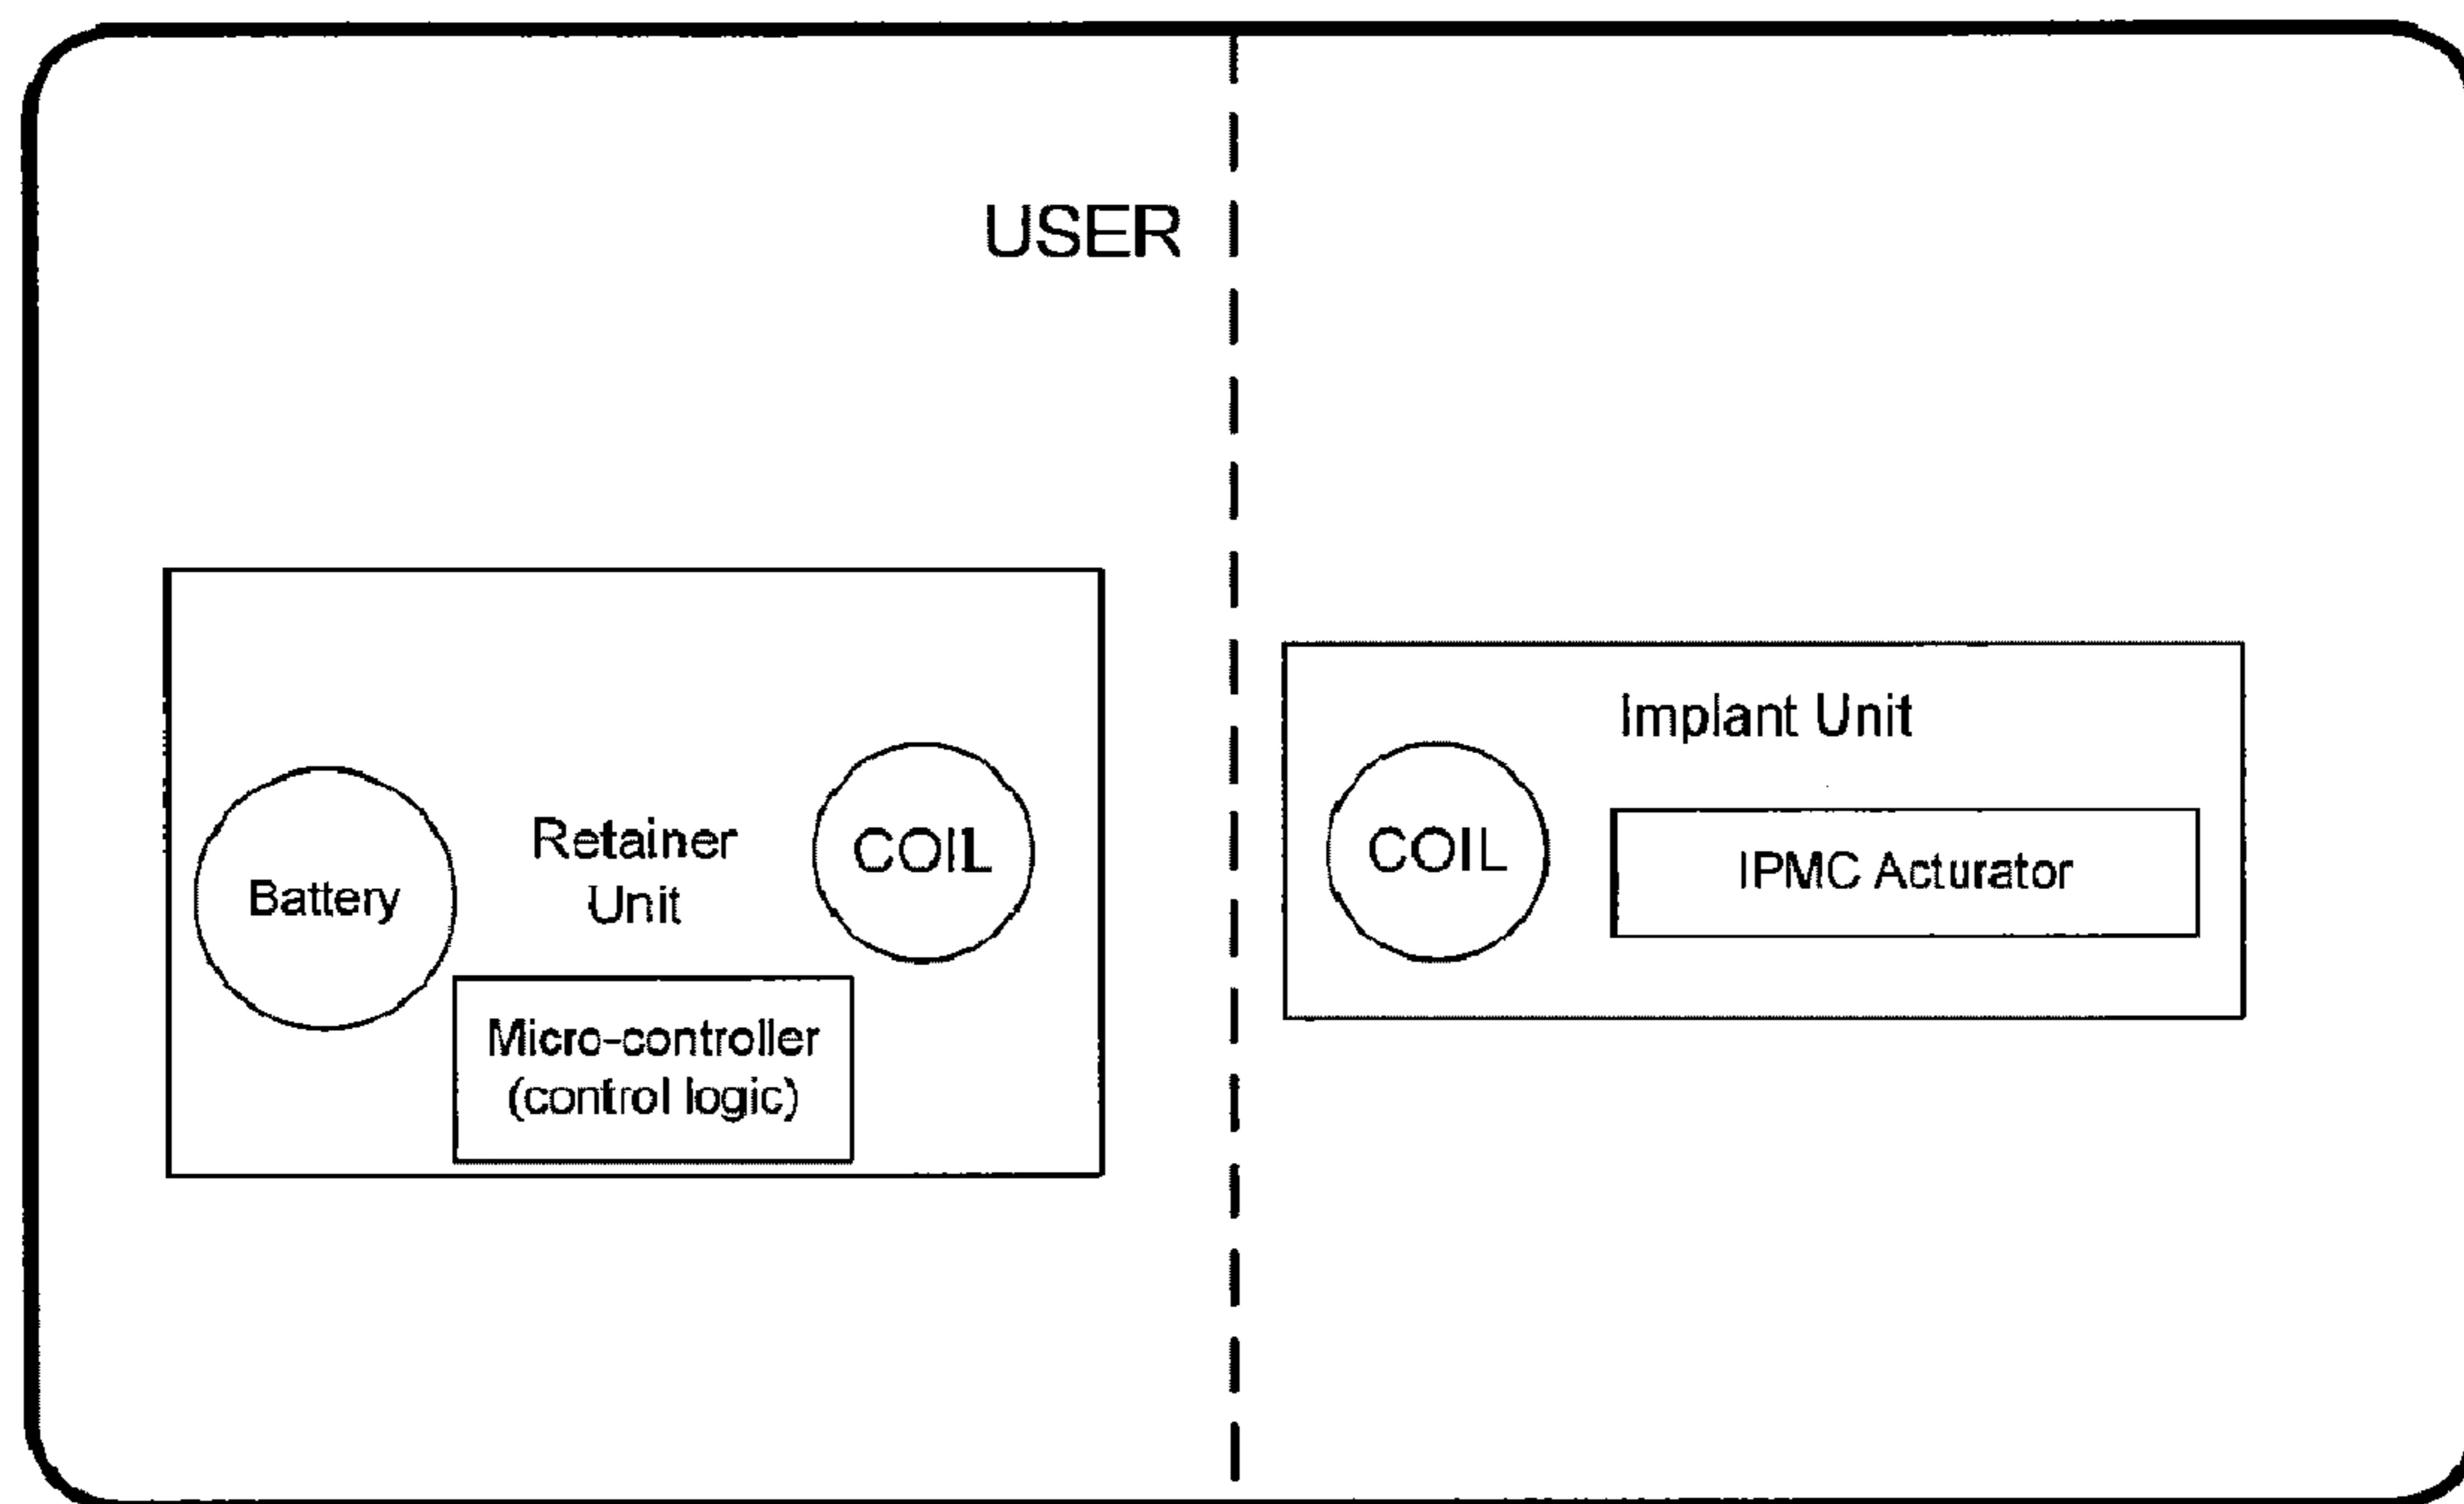 USER
Battery
Retainer
Unit
COIL
Micro-controller
(control logic)
Implant Unit
COIL
IPMC Acturator